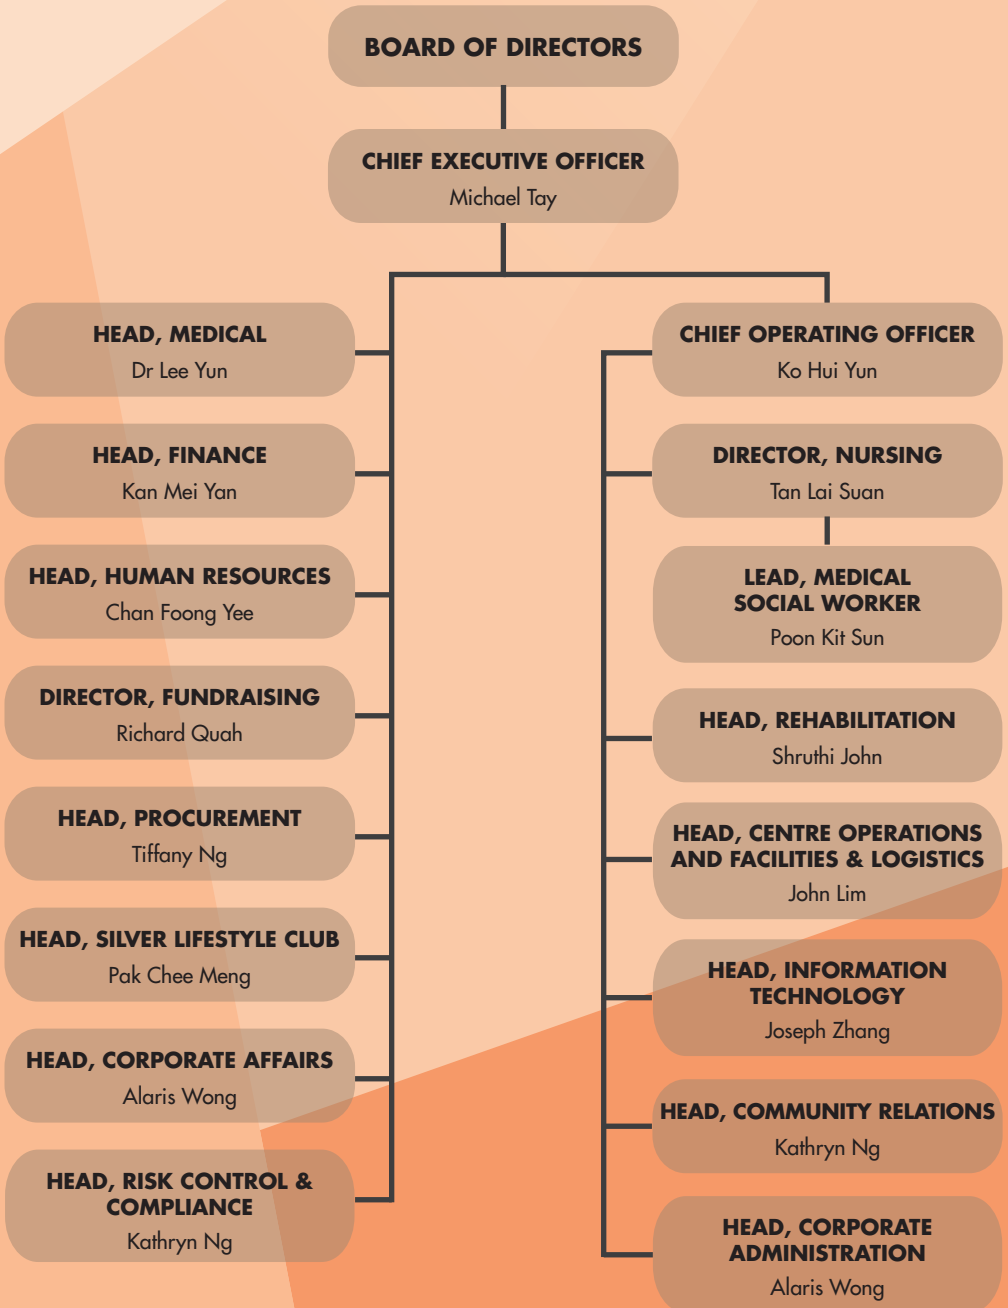 BOARD OF DIRECTORS
CHIEF EXECUTIVE OFFICER
Michael Tay
HEAD, MEDICAL
Dr Lee Yun
HEAD, FINANCE
Kan Mei Yan
HEAD, HUMAN RESOURCES
Chan Foong Yee
DIRECTOR, FUNDRAISING
Richard Quah
HEAD, PROCUREMENT
Tiffany Ng
HEAD, SILVER LIFESTYLE CLUB
Pak Chee Meng
HEAD, CORPORATE AFFAIRS
Alaris Wong
HEAD, RISK CONTROL &
COMPLIANCE
Kathryn Ng
CHIEF OPERATING OFFICER
Ko Hui Yun
DIRECTOR, NURSING
Tan Lai Suan
LEAD, MEDICAL
SOCIAL WORKER
Poon Kit Sun
HEAD, REHABILITATION
Shruthi John
HEAD, CENTRE OPERATIONS
AND FACILITIES & LOGISTICS
John Lim
HEAD, INFORMATION
TECHNOLOGY
Joseph Zhang
HEAD, COMMUNITY RELATIONS
Kathryn Ng
HEAD, CORPORATE
ADMINISTRATION
Alaris Wong